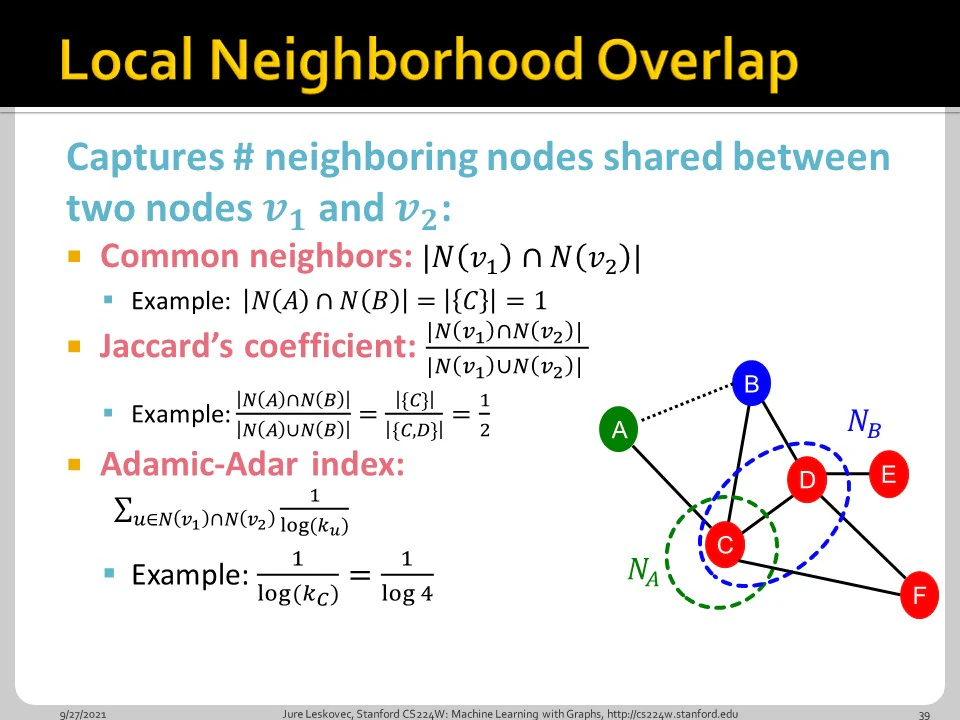 Local Neighborhood Overlap
Captures # neighboring nodes shared between
two nodes 𝒗₁ and 𝒗₂:
Common neighbors: |𝑁(𝑣₁) ∩ 𝑁(𝑣₂)|
Example: |𝑁(𝐴) ∩ 𝑁(𝐵)| = |{𝐶}| = 1
Jaccard’s coefficient: |𝑁(𝑣₁)∩𝑁(𝑣₂)| / |𝑁(𝑣₁)∪𝑁(𝑣₂)|
Example: |𝑁(𝐴)∩𝑁(𝐵)| / |𝑁(𝐴)∪𝑁(𝐵)| = |{𝐶}| / |{𝐶,𝐷}| = 1/2
Adamic-Adar index:
∑_{𝑢∈𝑁(𝑣₁)∩𝑁(𝑣₂)} 1 / log(𝑘_𝑢)
Example: 1 / log(𝑘_𝐶) = 1 / log 4
B
A
N_B
D
E
C
N_A
F
9/27/2021
Jure Leskovec, Stanford CS224W: Machine Learning with Graphs, http://cs224w.stanford.edu
39